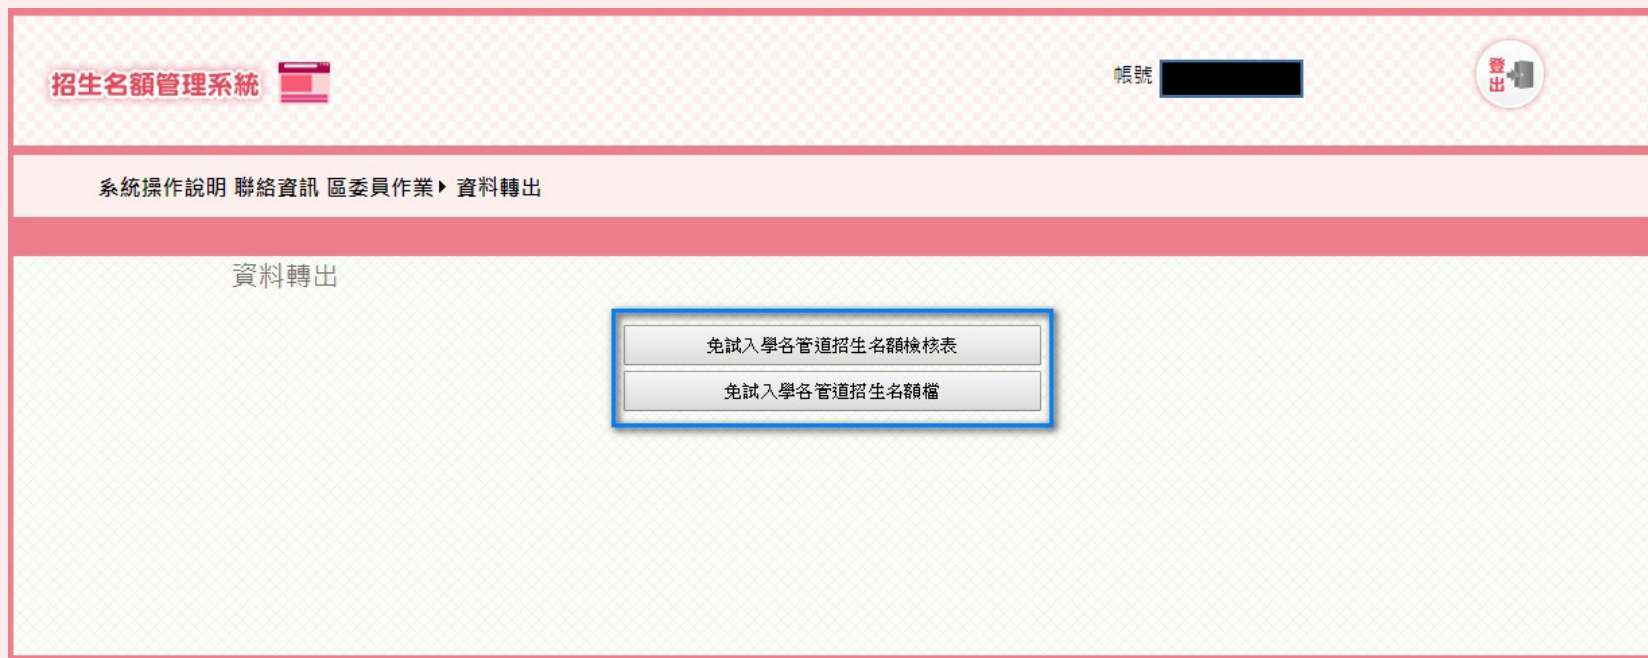 招生名額管理系統
帳號
登出
系統操作說明 聯絡資訊 區委員作業▶ 資料轉出
資料轉出
免試入學各管道招生名額檢核表
免試入學各管道招生名額檔